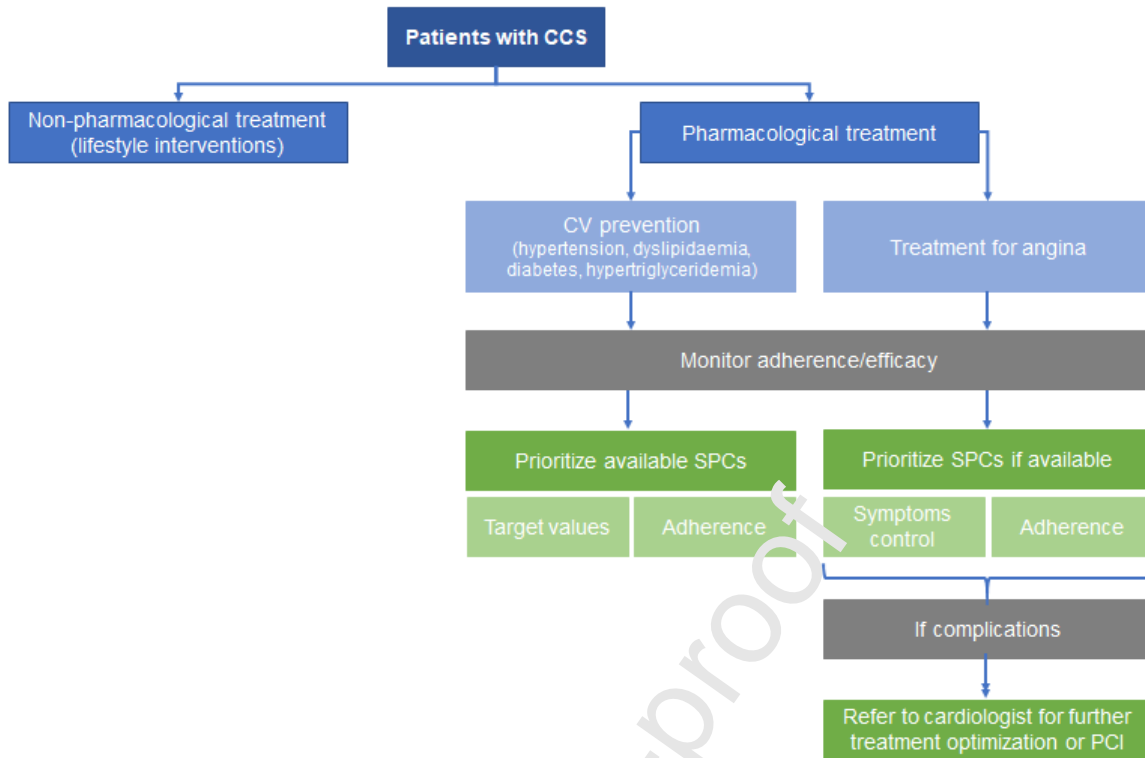 Patients with CCS
Non-pharmacological treatment
(lifestyle interventions)
Pharmacological treatment
CV prevention
(hypertension, dyslipidaemia,
diabetes, hypertriglyceridemia)
Treatment for angina
Monitor adherence/efficacy
Prioritize available SPCs
Prioritize SPCs if available
Target values
Adherence
Symptoms
control
Adherence
If complications
Refer to cardiologist for further
treatment optimization or PCI
proof